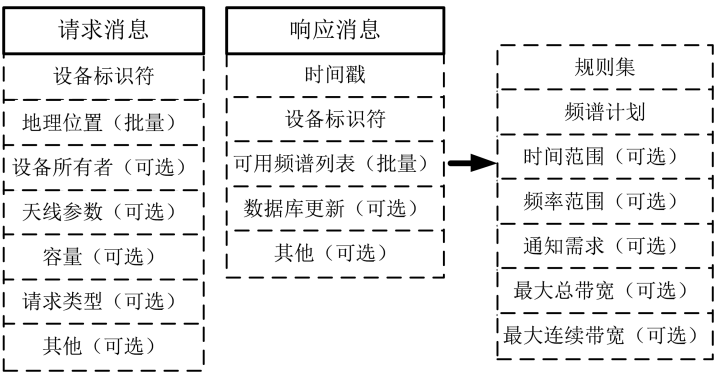 请求消息
设备标识符
地理位置（批量）
设备所有者（可选）
天线参数（可选）
容量（可选）
请求类型（可选）
其他（可选）
响应消息
时间戳
设备标识符
可用频谱列表（批量）
数据库更新（可选）
其他（可选）
规则集
频谱计划
时间范围（可选）
频率范围（可选）
通知需求（可选）
最大总带宽（可选）
最大连续带宽（可选）